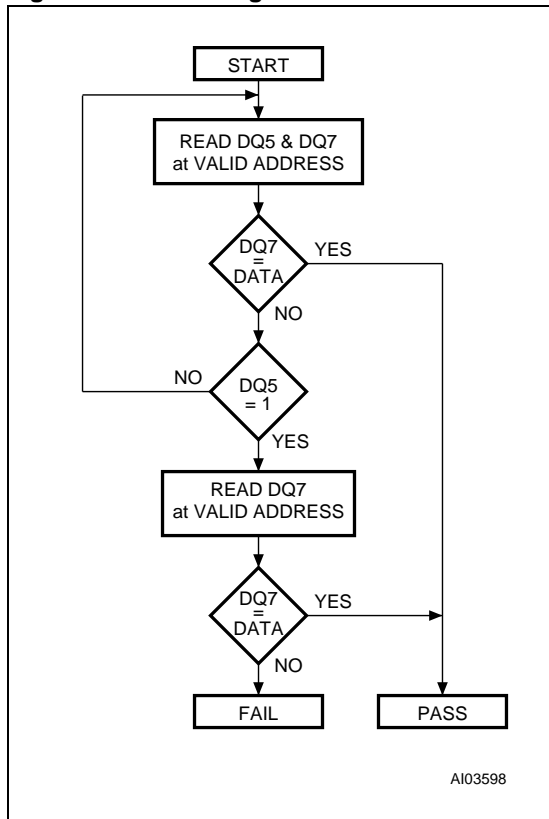 START
READ DQ5 & DQ7
at VALID ADDRESS
DQ7
=
DATA
YES
NO
DQ5
= 1
NO
YES
READ DQ7
at VALID ADDRESS
DQ7
=
DATA
YES
NO
FAIL
PASS
AI03598